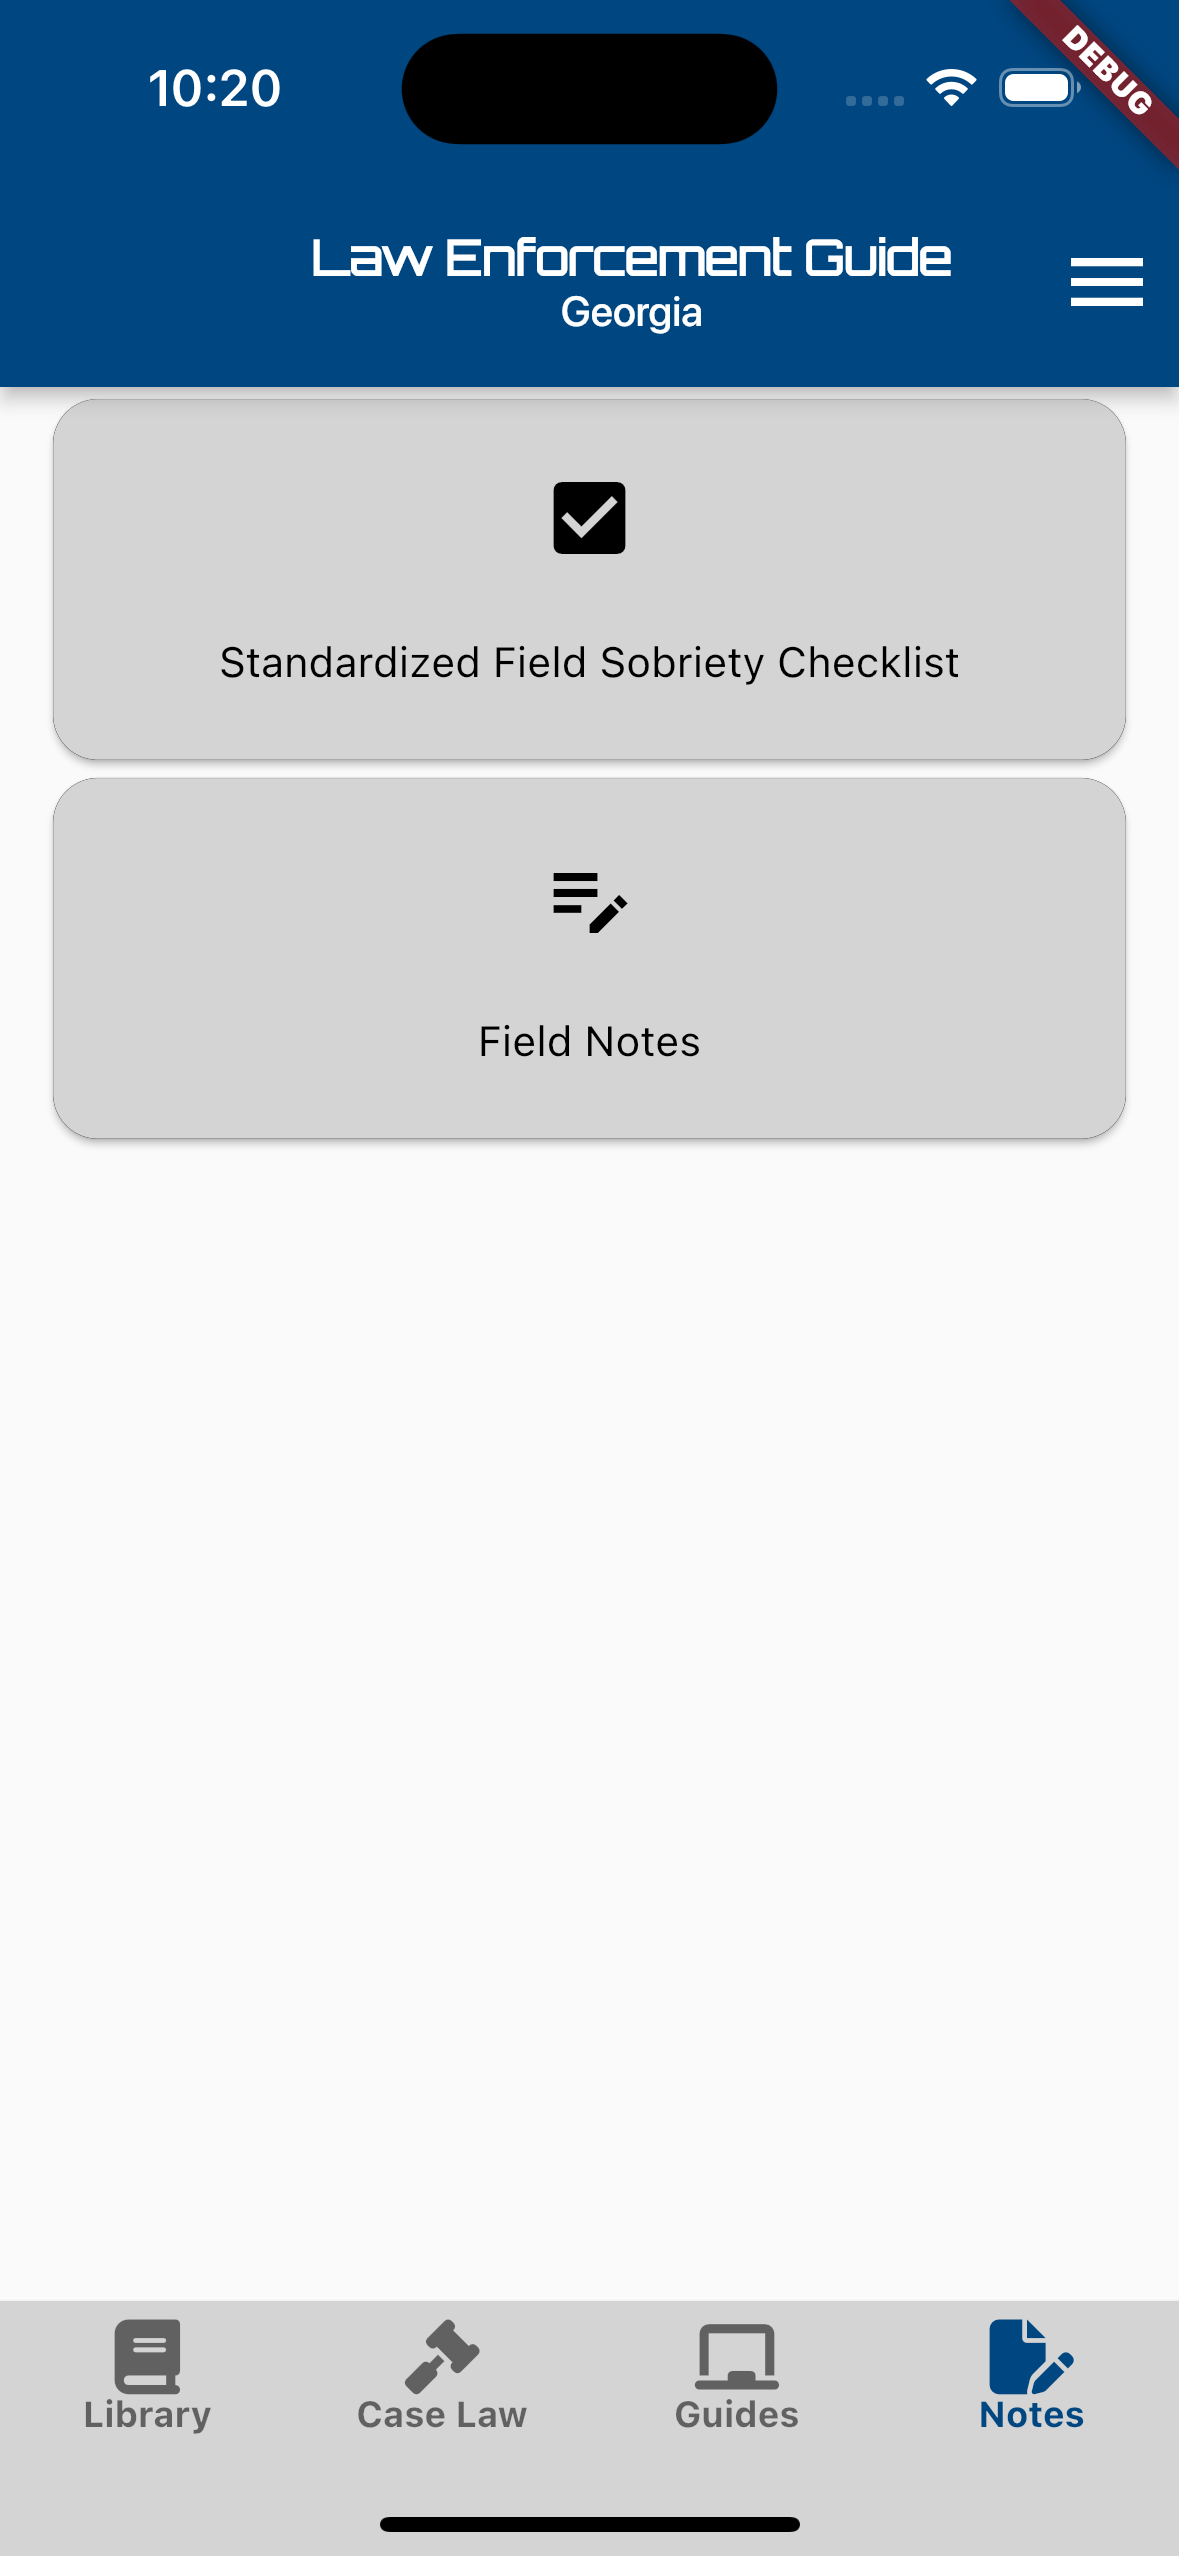 10:20
DEBUG
Law Enforcement Guide
Georgia
Standardized Field Sobriety Checklist
Field Notes
Library
Case Law
Guides
Notes